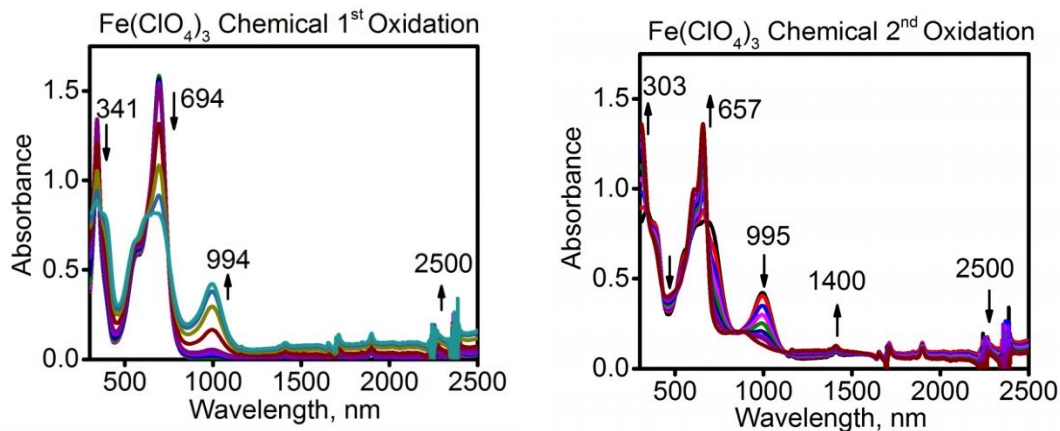 Fe(ClO4)3 Chemical 1st Oxidation
1.5
1.0
0.5
0.0
Absorbance
341
694
994
2500
500 1000 1500 2000 2500
Wavelength, nm
Fe(ClO4)3 Chemical 2nd Oxidation
1.5
1.0
0.5
0.0
Absorbance
303
657
995
1400
2500
500 1000 1500 2000 2500
Wavelength, nm